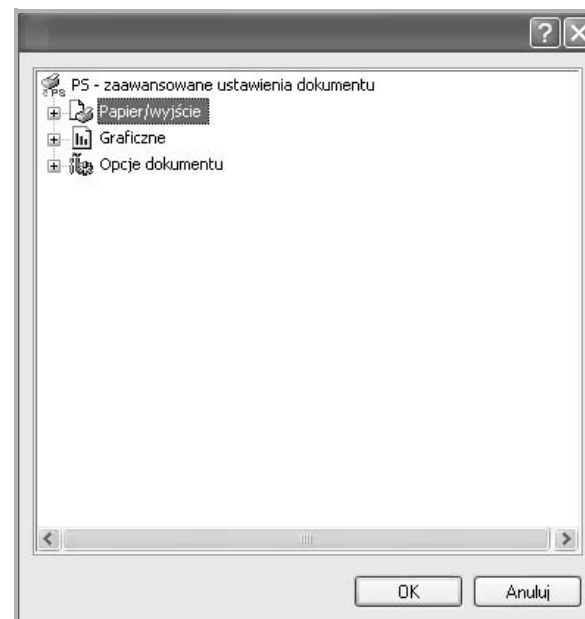 PS - zaawansowane ustawienia dokumentu
Papier/wyjście
Graficzne
Opcje dokumentu
OK
Anuluj